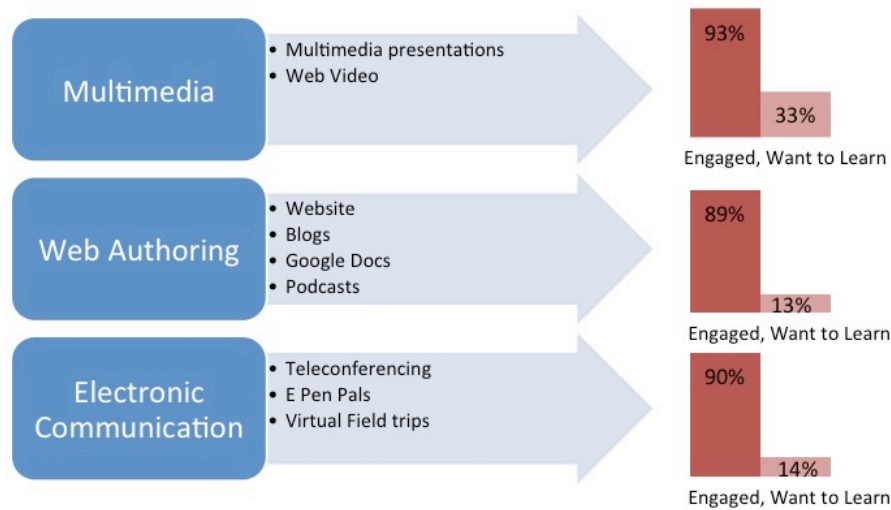 Multimedia
• Multimedia presentations
• Web Video
93%
33%
Engaged, Want to Learn
Web Authoring
• Website
• Blogs
• Google Docs
• Podcasts
89%
13%
Engaged, Want to Learn
Electronic
Communication
• Teleconferencing
• E Pen Pals
• Virtual Field trips
90%
14%
Engaged, Want to Learn